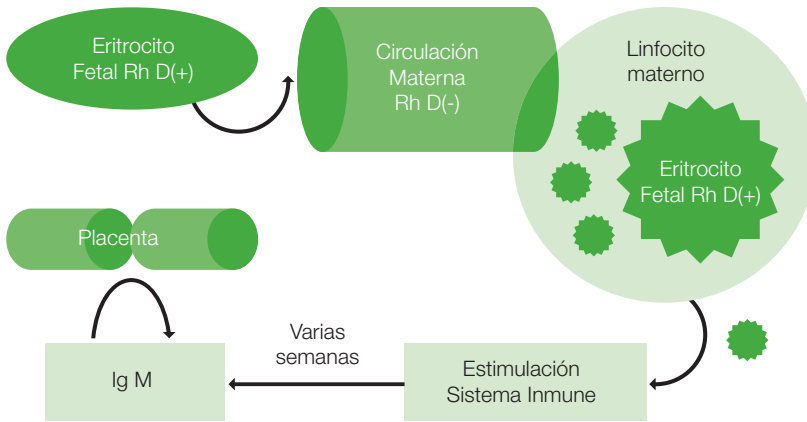 Eritrocito
Fetal Rh D(+)
Circulación
Materna
Rh D(-)
Linfocito
materno
Eritrocito
Fetal Rh D(+)
Placenta
Varias
semanas
Ig M
Estimulación
Sistema Inmune